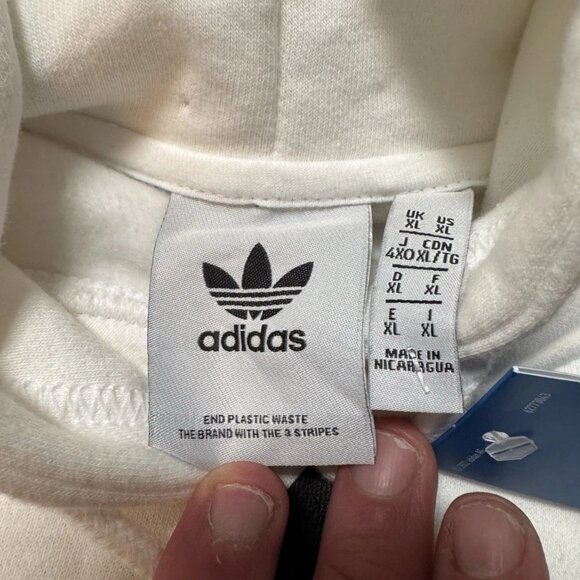 adidas
END PLASTIC WASTE
THE BRAND WITH THE 3 STRIPES
UK US
XL XL
J CDN
4XO XL/TG
D F
XL XL
E I
XL XL
MADE IN
NICARAGUA